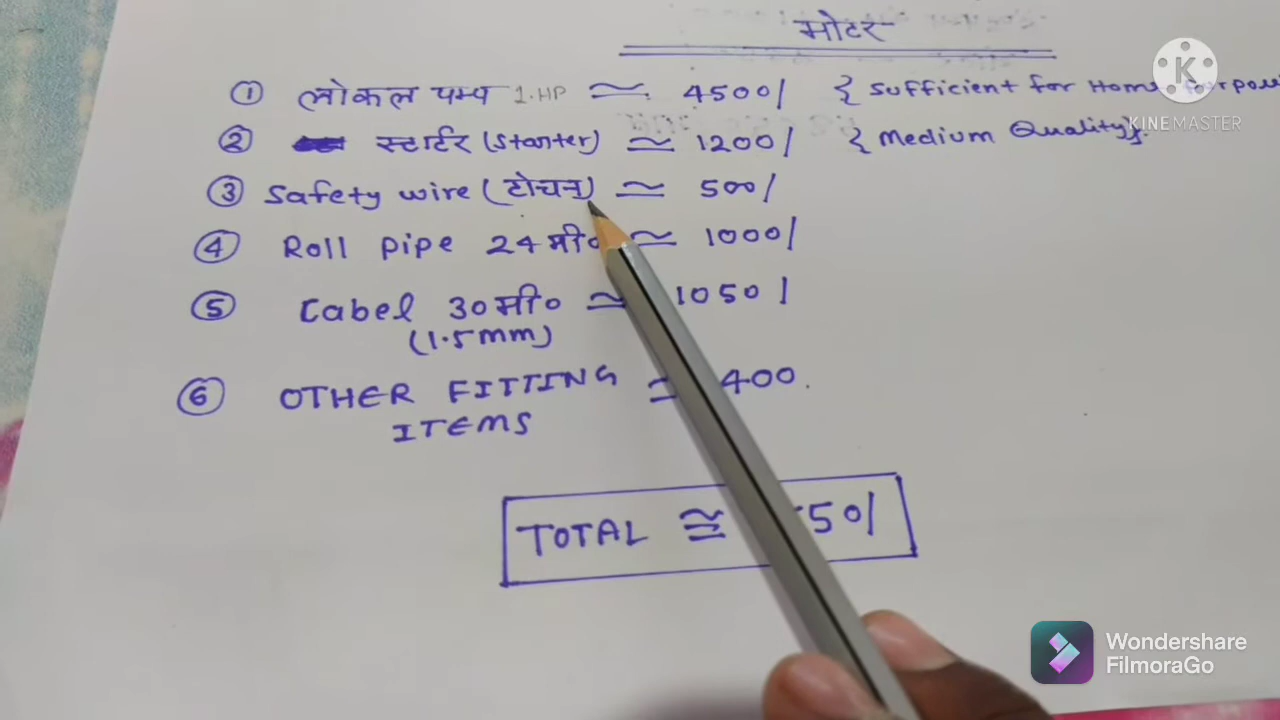 मोटर
① लोकल पम्प 1.HP ≅ 4500/ { Sufficient for Home
② स्टार्टर (Starter) ≅ 1200/ { Medium Quality}.
③ Safety wire (टोचन) ≅ 500/
④ Roll pipe 24 मी० ≅ 1000/
⑤ Cabel 30 मी० ≅ 1050/
(1.5mm)
⑥ OTHER FITTING ≅ 400.
ITEMS
TOTAL ≅ 50/
K
KINEMASTER
Wondershare
FilmoraGo